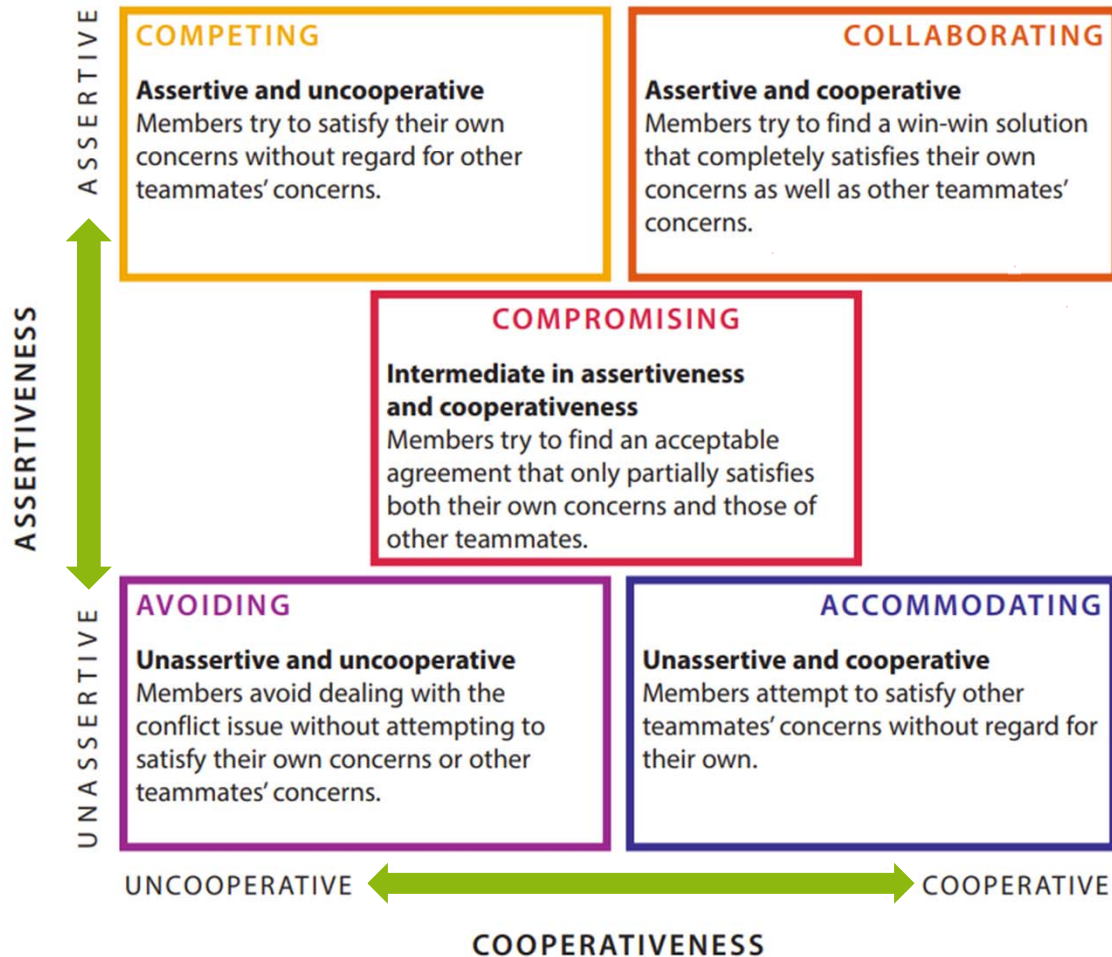 ASSERTIVE
COMPETING
Assertive and uncooperative
Members try to satisfy their own
concerns without regard for other
teammates' concerns.
COLLABORATING
Assertive and cooperative
Members try to find a win-win solution
that completely satisfies their own
concerns as well as other teammates'
concerns.
ASSERTIVENESS
COMPROMISING
Intermediate in assertiveness
and cooperativeness
Members try to find an acceptable
agreement that only partially satisfies
both their own concerns and those of
other teammates.
UNASSERTIVE
AVOIDING
Unassertive and uncooperative
Members avoid dealing with the
conflict issue without attempting to
satisfy their own concerns or other
teammates' concerns.
ACCOMMODATING
Unassertive and cooperative
Members attempt to satisfy other
teammates' concerns without regard for
their own.
UNCOOPERATIVE
COOPERATIVE
COOPERATIVENESS